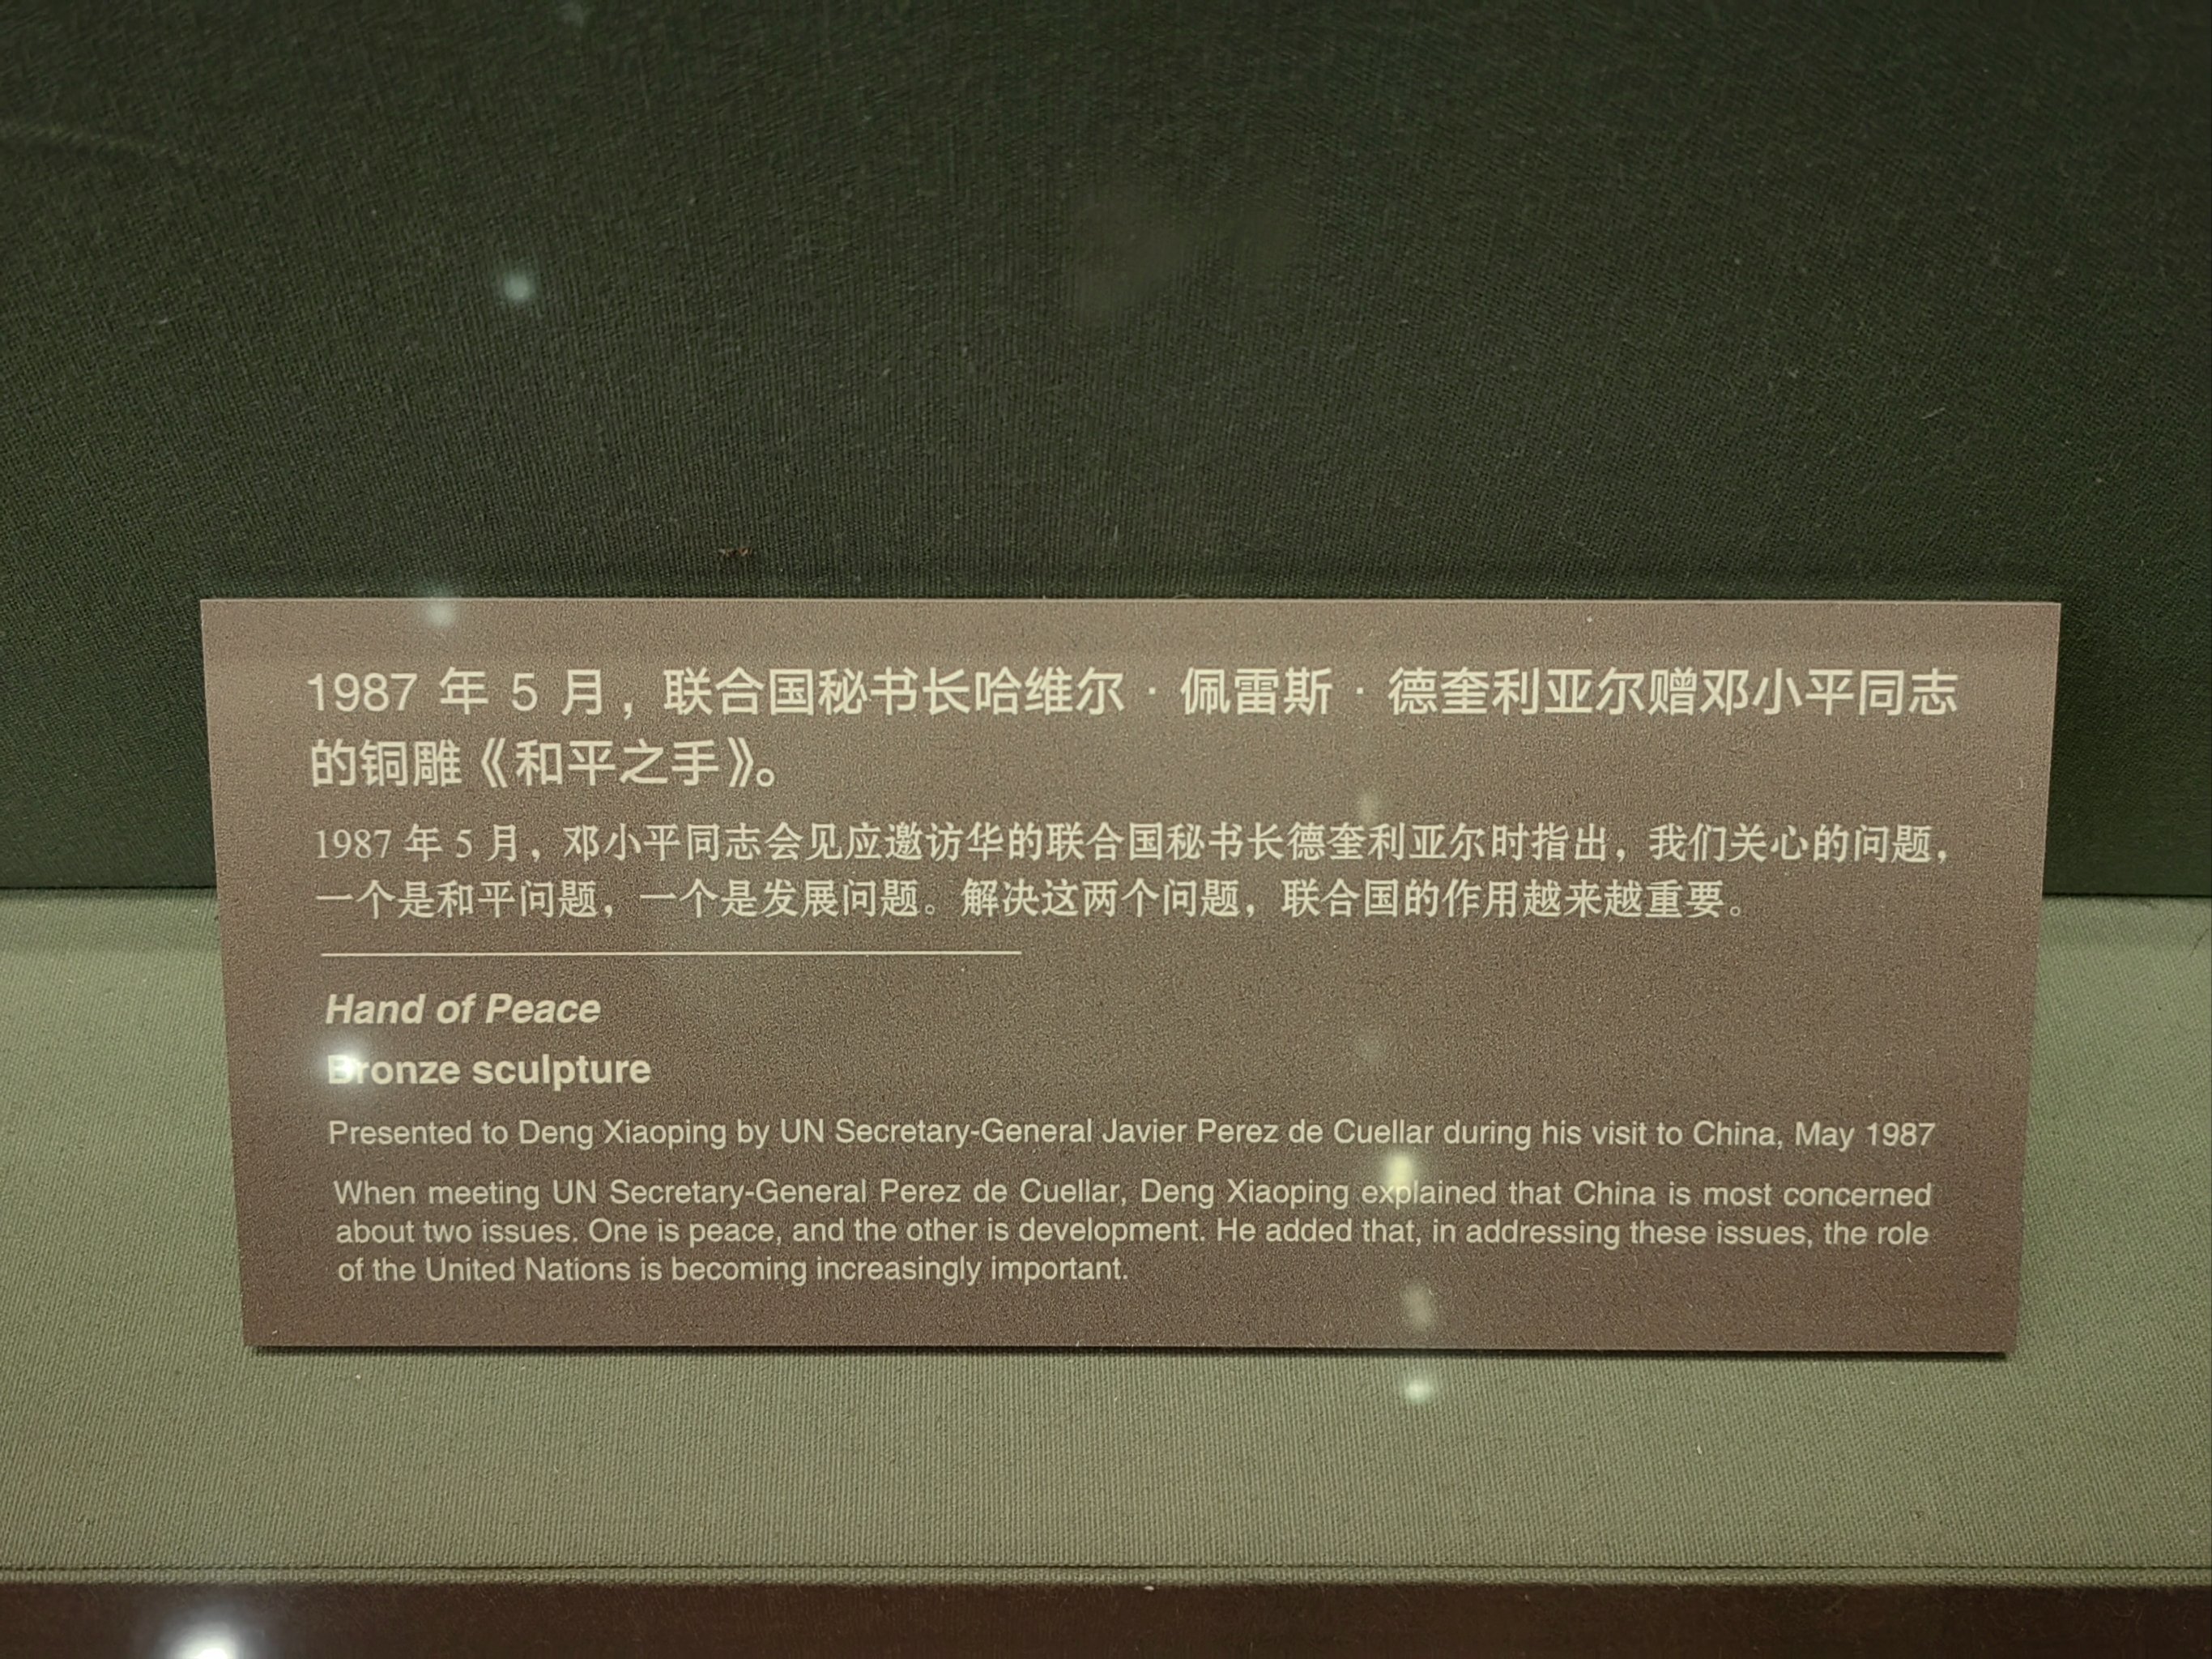 1987 年 5 月，联合国秘书长哈维尔·佩雷斯·德奎利亚尔赠邓小平同志
的铜雕《和平之手》。
1987 年 5 月，邓小平同志会见应邀访华的联合国秘书长德奎利亚尔时指出，我们关心的问题，
一个是和平问题，一个是发展问题。解决这两个问题，联合国的作用越来越重要。
Hand of Peace
Bronze sculpture
Presented to Deng Xiaoping by UN Secretary-General Javier Perez de Cuellar during his visit to China, May 1987
When meeting UN Secretary-General Perez de Cuellar, Deng Xiaoping explained that China is most concerned
about two issues. One is peace, and the other is development. He added that, in addressing these issues, the role
of the United Nations is becoming increasingly important.